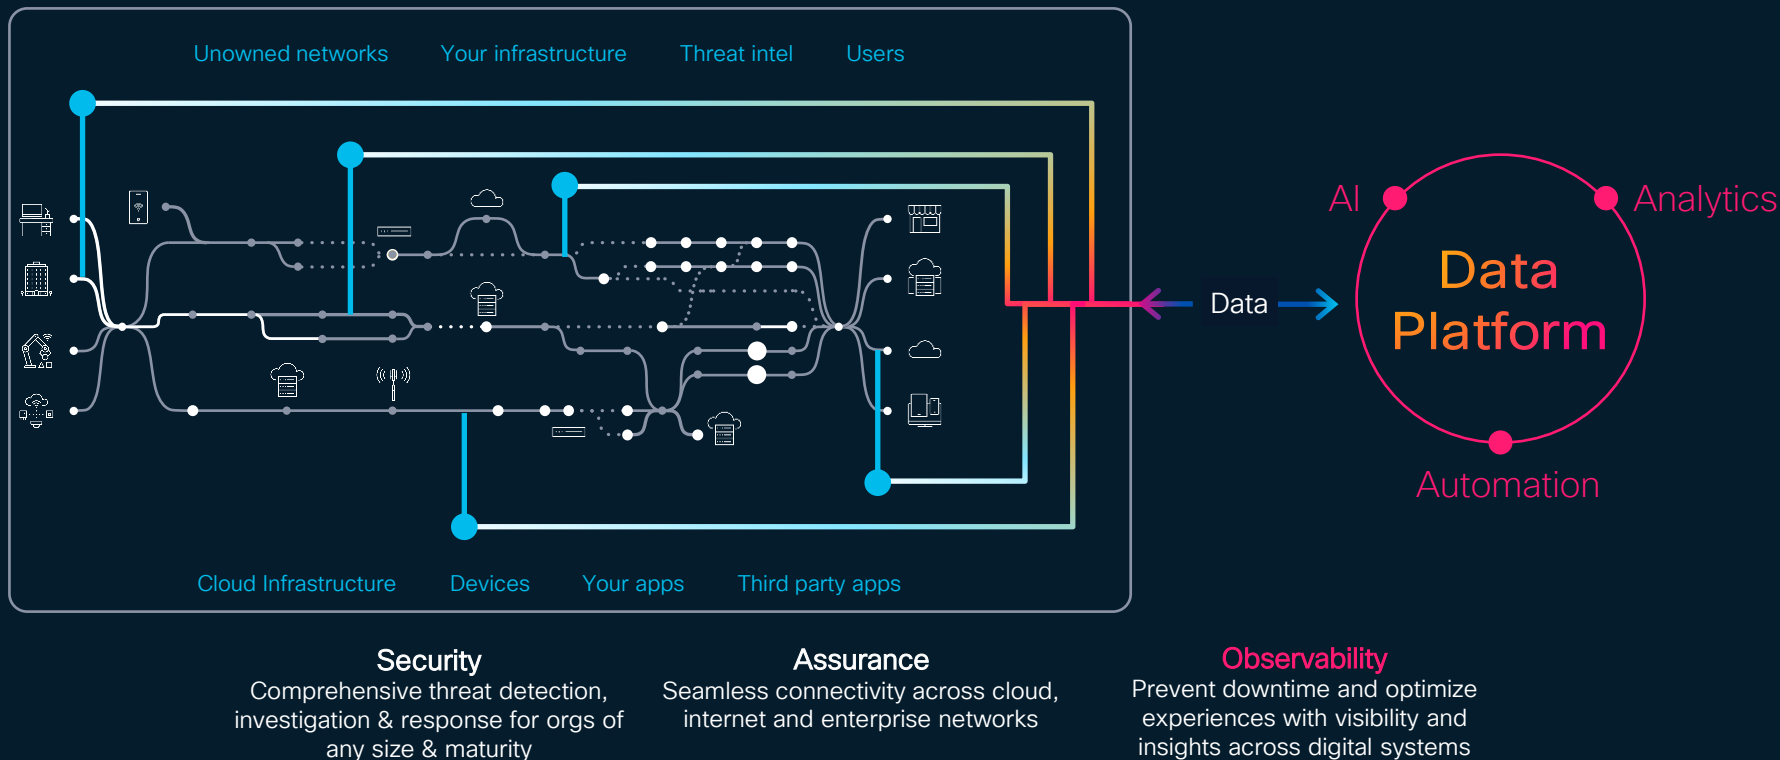 Unowned networks
Your infrastructure
Threat intel
Users
AI
Analytics
Data
Platform
Data
Automation
Cloud Infrastructure
Devices
Your apps
Third party apps
Security
Comprehensive threat detection,
investigation & response for orgs of
any size & maturity
Assurance
Seamless connectivity across cloud,
internet and enterprise networks
Observability
Prevent downtime and optimize
experiences with visibility and
insights across digital systems